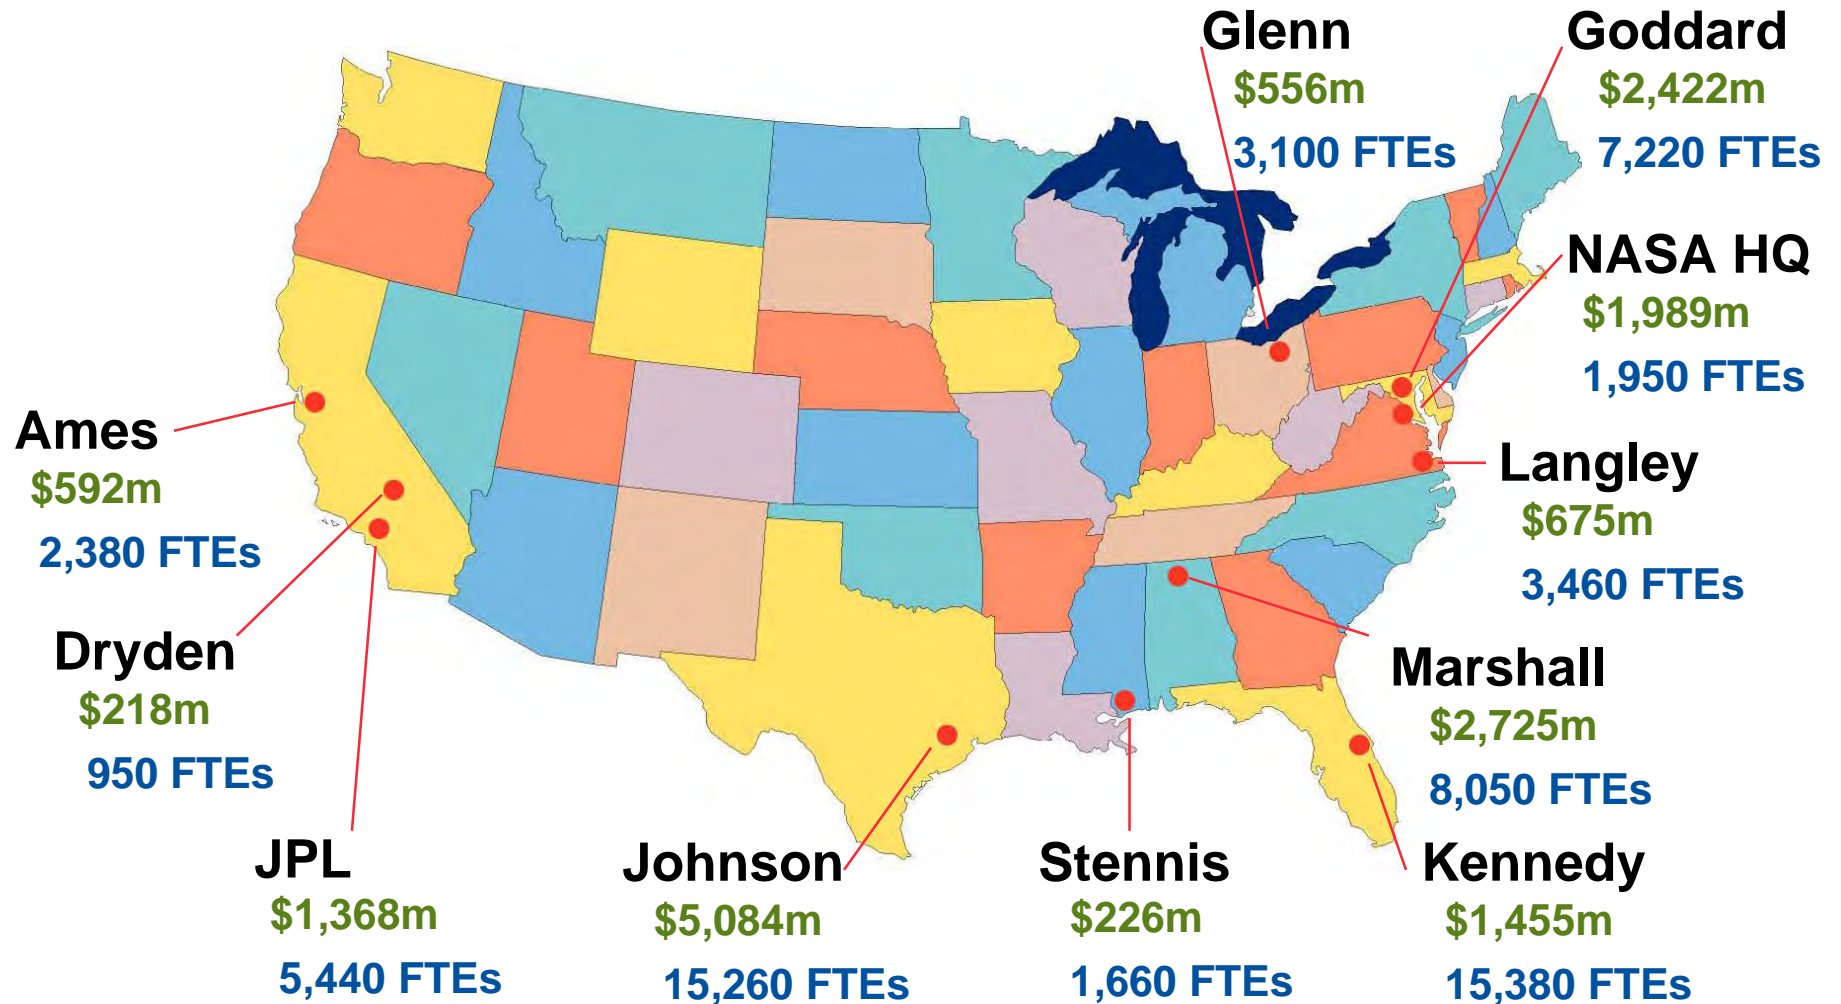 Glenn
$556m
3,100 FTEs
Goddard
$2,422m
7,220 FTEs
NASA HQ
$1,989m
1,950 FTEs
Ames
$592m
2,380 FTEs
Langley
$675m
3,460 FTEs
Dryden
$218m
950 FTEs
Marshall
$2,725m
8,050 FTEs
JPL
$1,368m
5,440 FTEs
Johnson
$5,084m
15,260 FTEs
Stennis
$226m
1,660 FTEs
Kennedy
$1,455m
15,380 FTEs